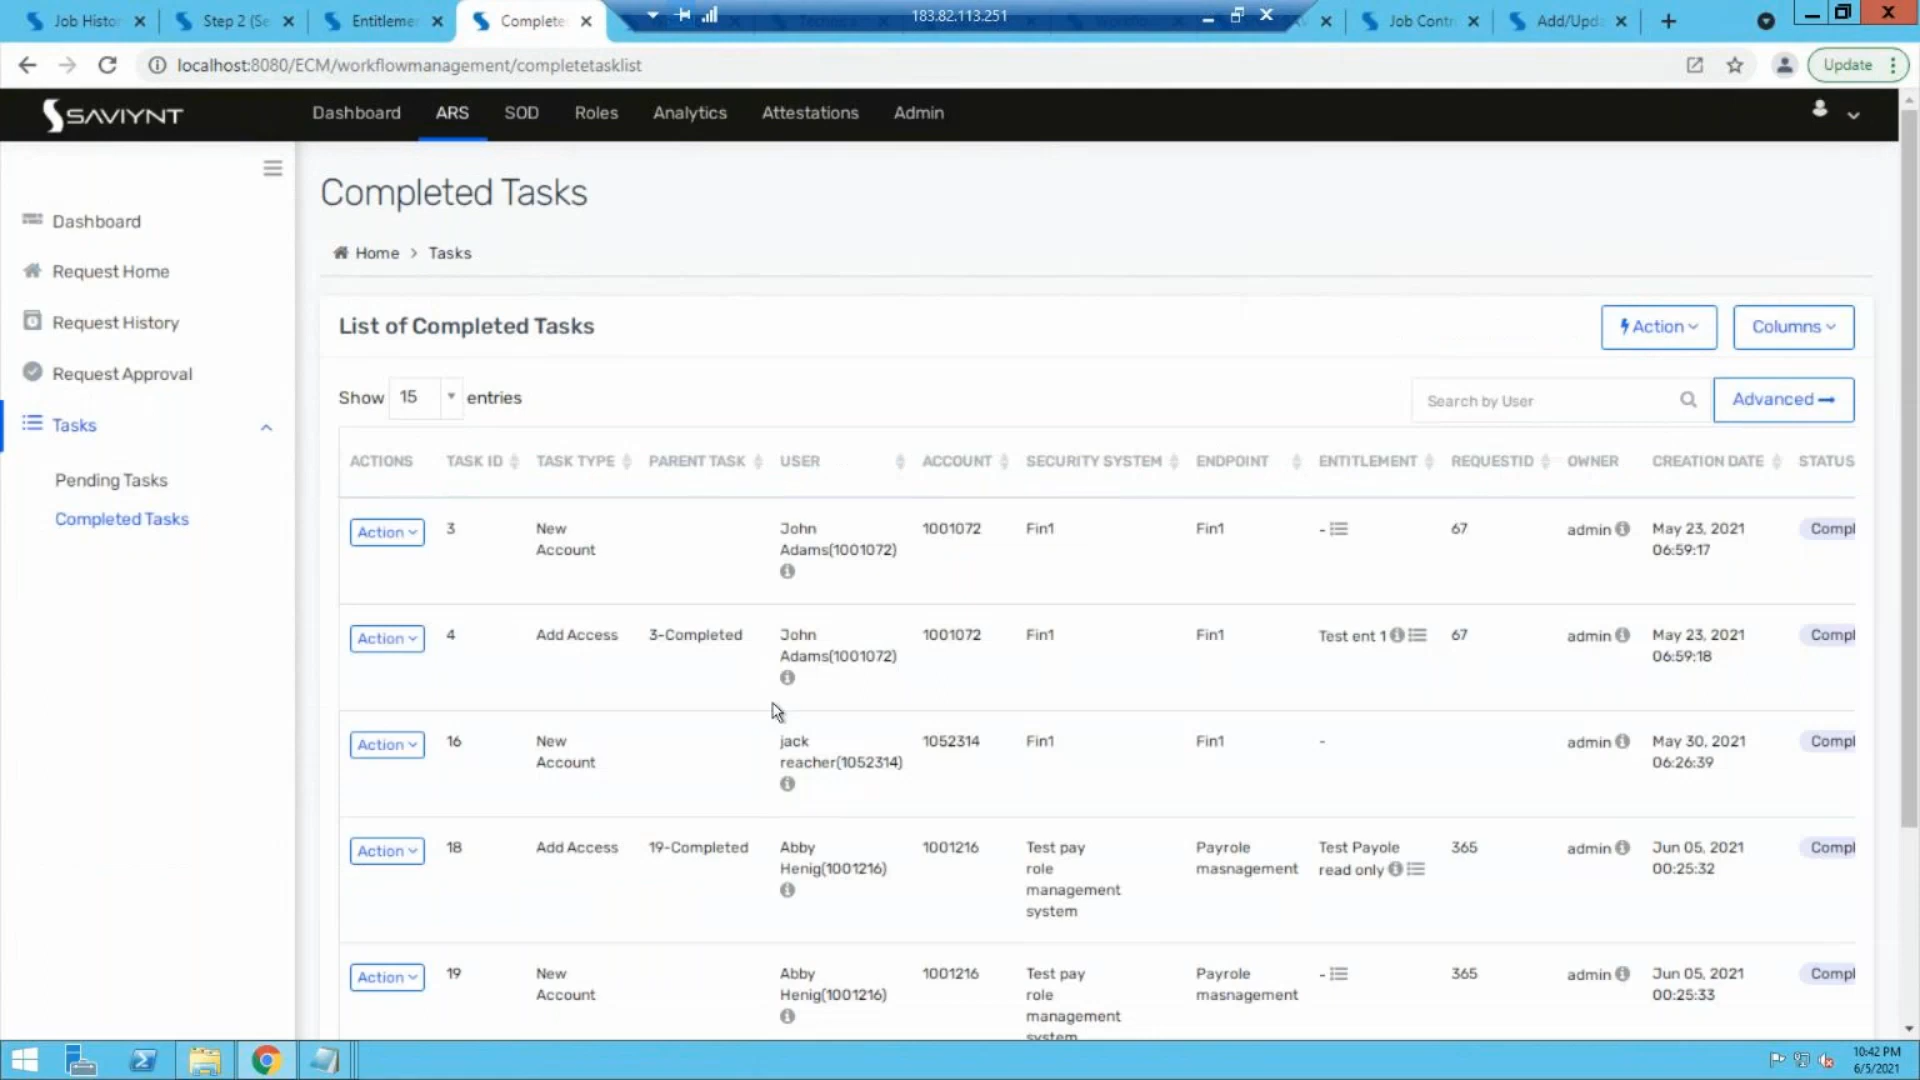 Job Histor
Step 2 (Se
Entitleme
Complete
183.82.113.251
Job Contr
Add/Upda
localhost:8080/ECM/workflowmanagement/completetasklist
Update
SAVIYNT
Dashboard ARS SOD Roles Analytics Attestations Admin
Dashboard
Request Home
Request History
Request Approval
Tasks
Pending Tasks
Completed Tasks
Completed Tasks
Home > Tasks
List of Completed Tasks
Action
Columns
Show 15 entries
Search by User
Advanced
ACTIONS TASK ID TASK TYPE PARENT TASK USER ACCOUNT SECURITY SYSTEM ENDPOINT ENTITLEMENT REQUESTID OWNER CREATION DATE STATUS
Action 3 New John 1001072 Fin1 Fin1 - 67 admin May 23, 2021 Compl
Account Adams(1001072) 06:59:17
Action 4 Add Access 3-Completed John 1001072 Fin1 Fin1 Test ent 1 67 admin May 23, 2021 Compl
Adams(1001072) 06:59:18
Action 16 New jack 1052314 Fin1 Fin1 - admin May 30, 2021 Compl
Account reacher(1052314) 06:26:39
Action 18 Add Access 19-Completed Abby 1001216 Test pay Payrole Test Payole 365 admin Jun 05, 2021 Compl
Henig(1001216) role masnagement read only 00:25:32
management
system
Action 19 New Abby 1001216 Test pay Payrole - 365 admin Jun 05, 2021 Compl
Account Henig(1001216) role masnagement 00:25:33
management
system
10:42 PM
6/5/2021